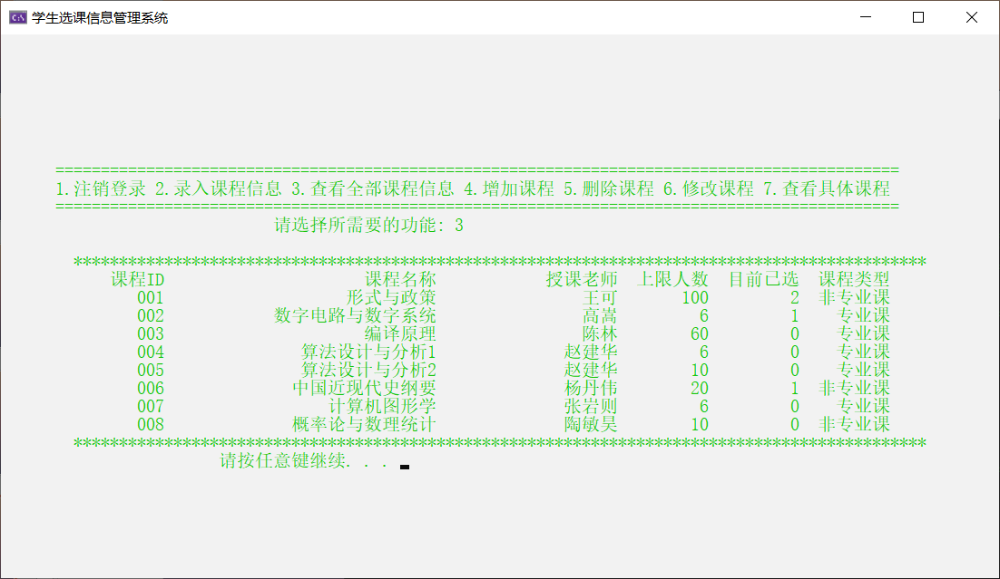 学生选课信息管理系统
=============================================================================================
1.注销登录 2.录入课程信息 3.查看全部课程信息 4.增加课程 5.删除课程 6.修改课程 7.查看具体课程
=============================================================================================
请选择所需要的功能: 3
**********************************************************************************************
课程ID 课程名称 授课老师 上限人数 目前已选 课程类型
001 形式与政策 王可 100 2 非专业课
002 数字电路与数字系统 高嵩 6 1 专业课
003 编译原理 陈林 60 0 专业课
004 算法设计与分析1 赵建华 6 0 专业课
005 算法设计与分析2 赵建华 10 0 专业课
006 中国近现代史纲要 杨丹伟 20 1 非专业课
007 计算机图形学 张岩则 6 0 专业课
008 概率论与数理统计 陶敏昊 10 0 非专业课
**********************************************************************************************
请按任意键继续. . .